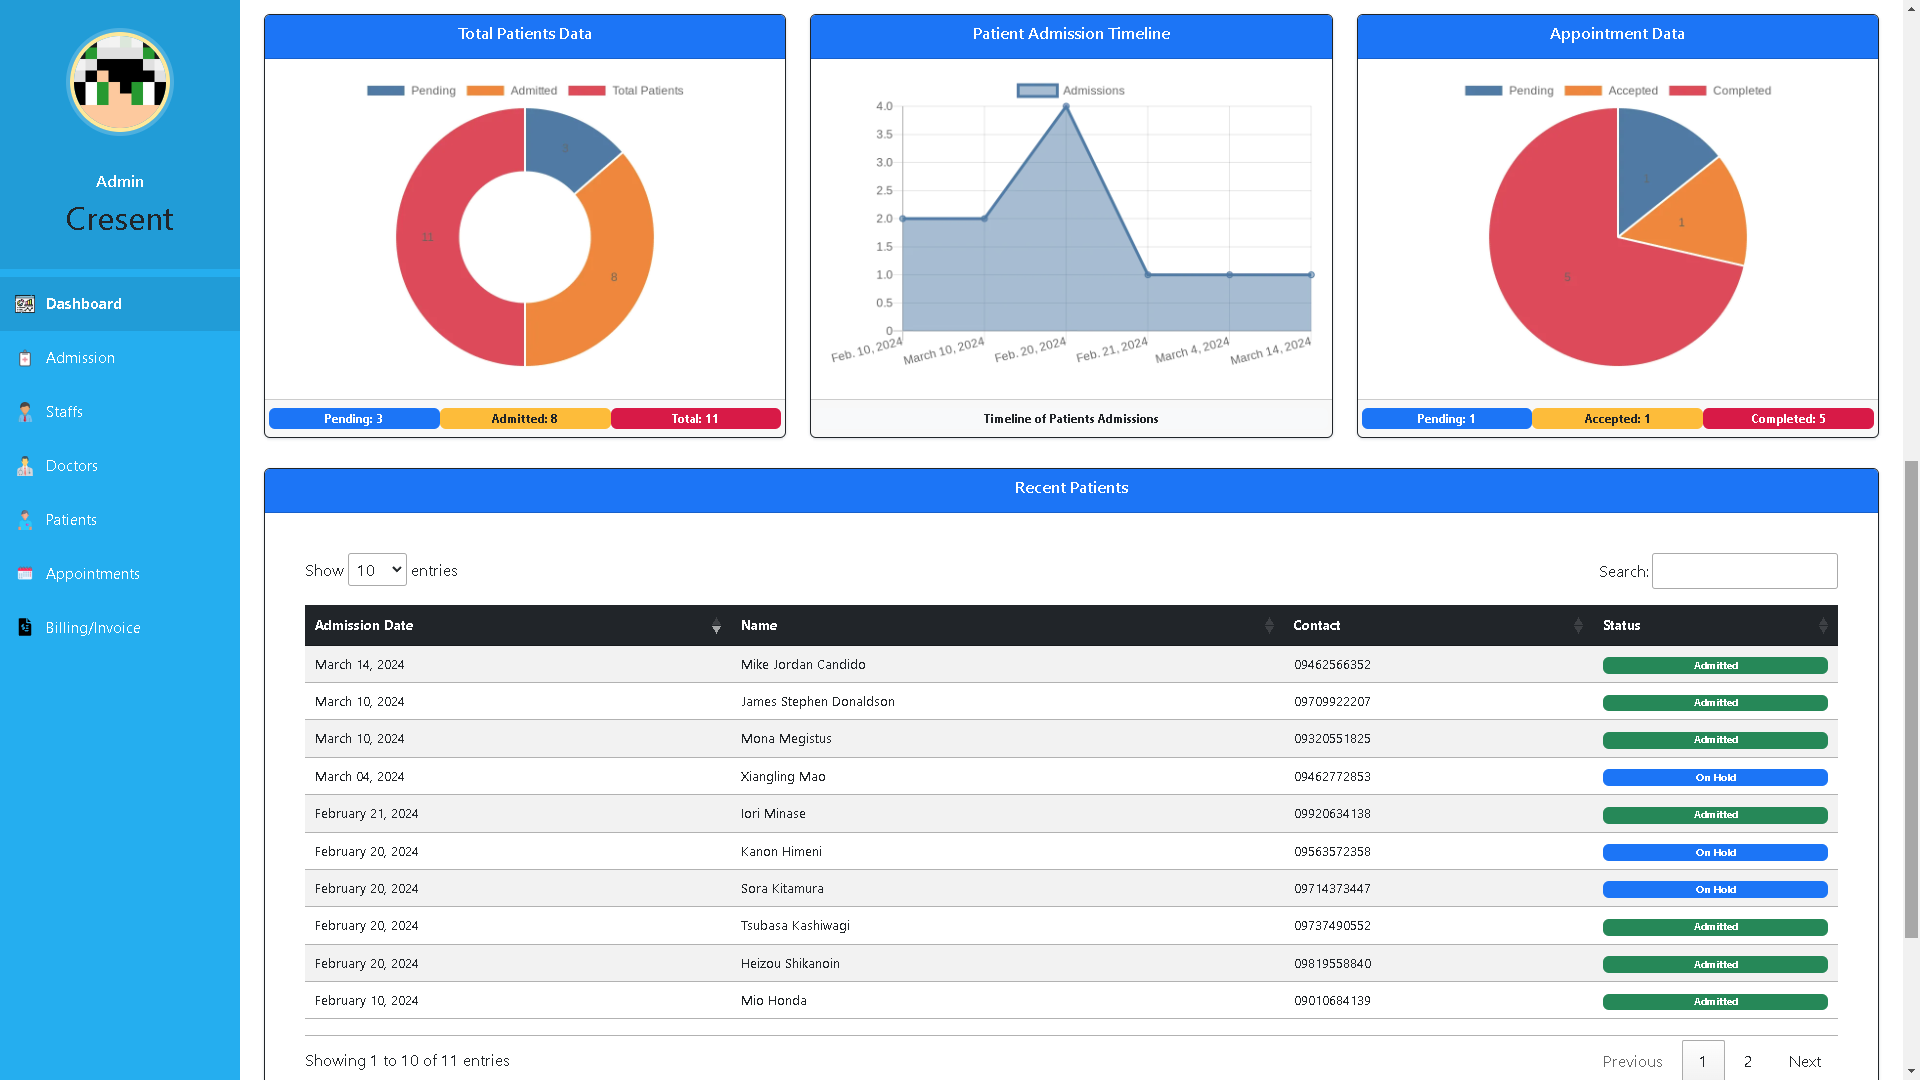 Admin
Cresent
Dashboard
Admission
Staffs
Doctors
Patients
Appointments
Billing/Invoice
Total Patients Data
Pending Admitted Total Patients
3
11
8
Pending: 3 Admitted: 8 Total: 11
Patient Admission Timeline
Admissions
4.0
3.5
3.0
2.5
2.0
1.5
1.0
0.5
0
Feb. 10, 2024 March 10, 2024 Feb. 20, 2024 Feb. 21, 2024 March 4, 2024 March 14, 2024
Timeline of Patients Admissions
Appointment Data
Pending Accepted Completed
1
1
5
Pending: 1 Accepted: 1 Completed: 5
Recent Patients
Show 10 entries Search:
Admission Date Name Contact Status
March 14, 2024 Mike Jordan Candido 09462566352 Admitted
March 10, 2024 James Stephen Donaldson 09709922207 Admitted
March 10, 2024 Mona Megistus 09320551825 Admitted
March 04, 2024 Xiangling Mao 09462772853 On Hold
February 21, 2024 Iori Minase 09920634138 Admitted
February 20, 2024 Kanon Himeni 09563572358 On Hold
February 20, 2024 Sora Kitamura 09714373447 On Hold
February 20, 2024 Tsubasa Kashiwagi 09737490552 Admitted
February 20, 2024 Heizou Shikanoin 09819558840 Admitted
February 10, 2024 Mio Honda 09010684139 Admitted
Showing 1 to 10 of 11 entries Previous 1 2 Next